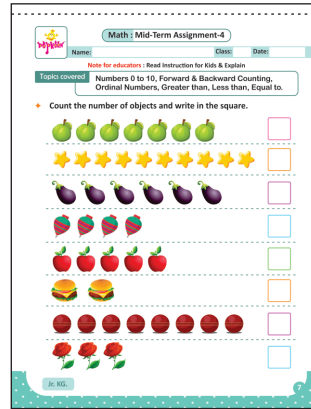 Math : Mid-Term Assignment-4
Name: Class: Date:
Note for educators : Read Instruction for Kids & Explain
Topics covered
Numbers 0 to 10, Forward & Backward Counting,
Ordinal Numbers, Greater than, Less than, Equal to.
Count the number of objects and write in the square.
Jr. KG.
7